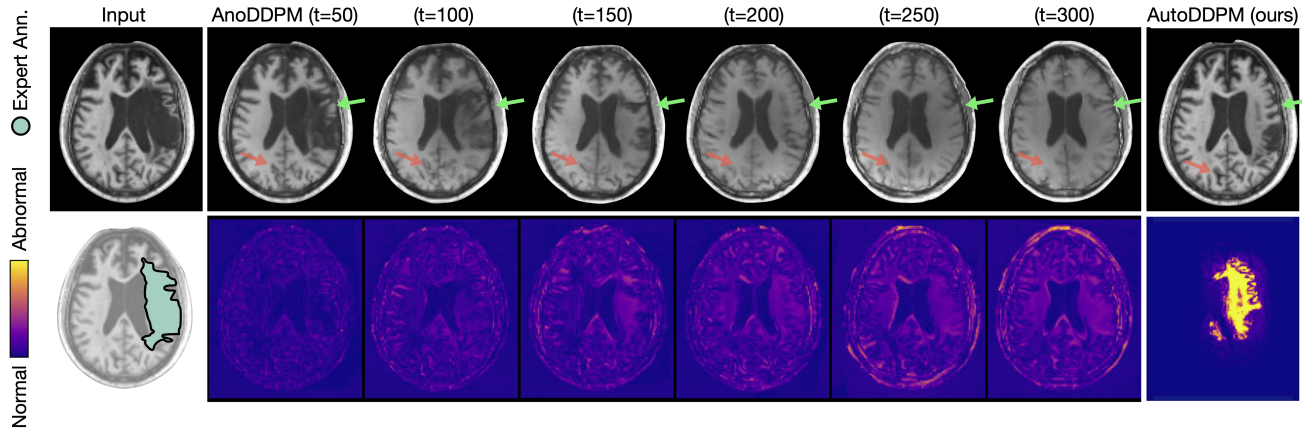 Input
AnoDDPM (t=50)
(t=100)
(t=150)
(t=200)
(t=250)
(t=300)
AutoDDPM (ours)
Expert Ann.
Abnormal
Normal